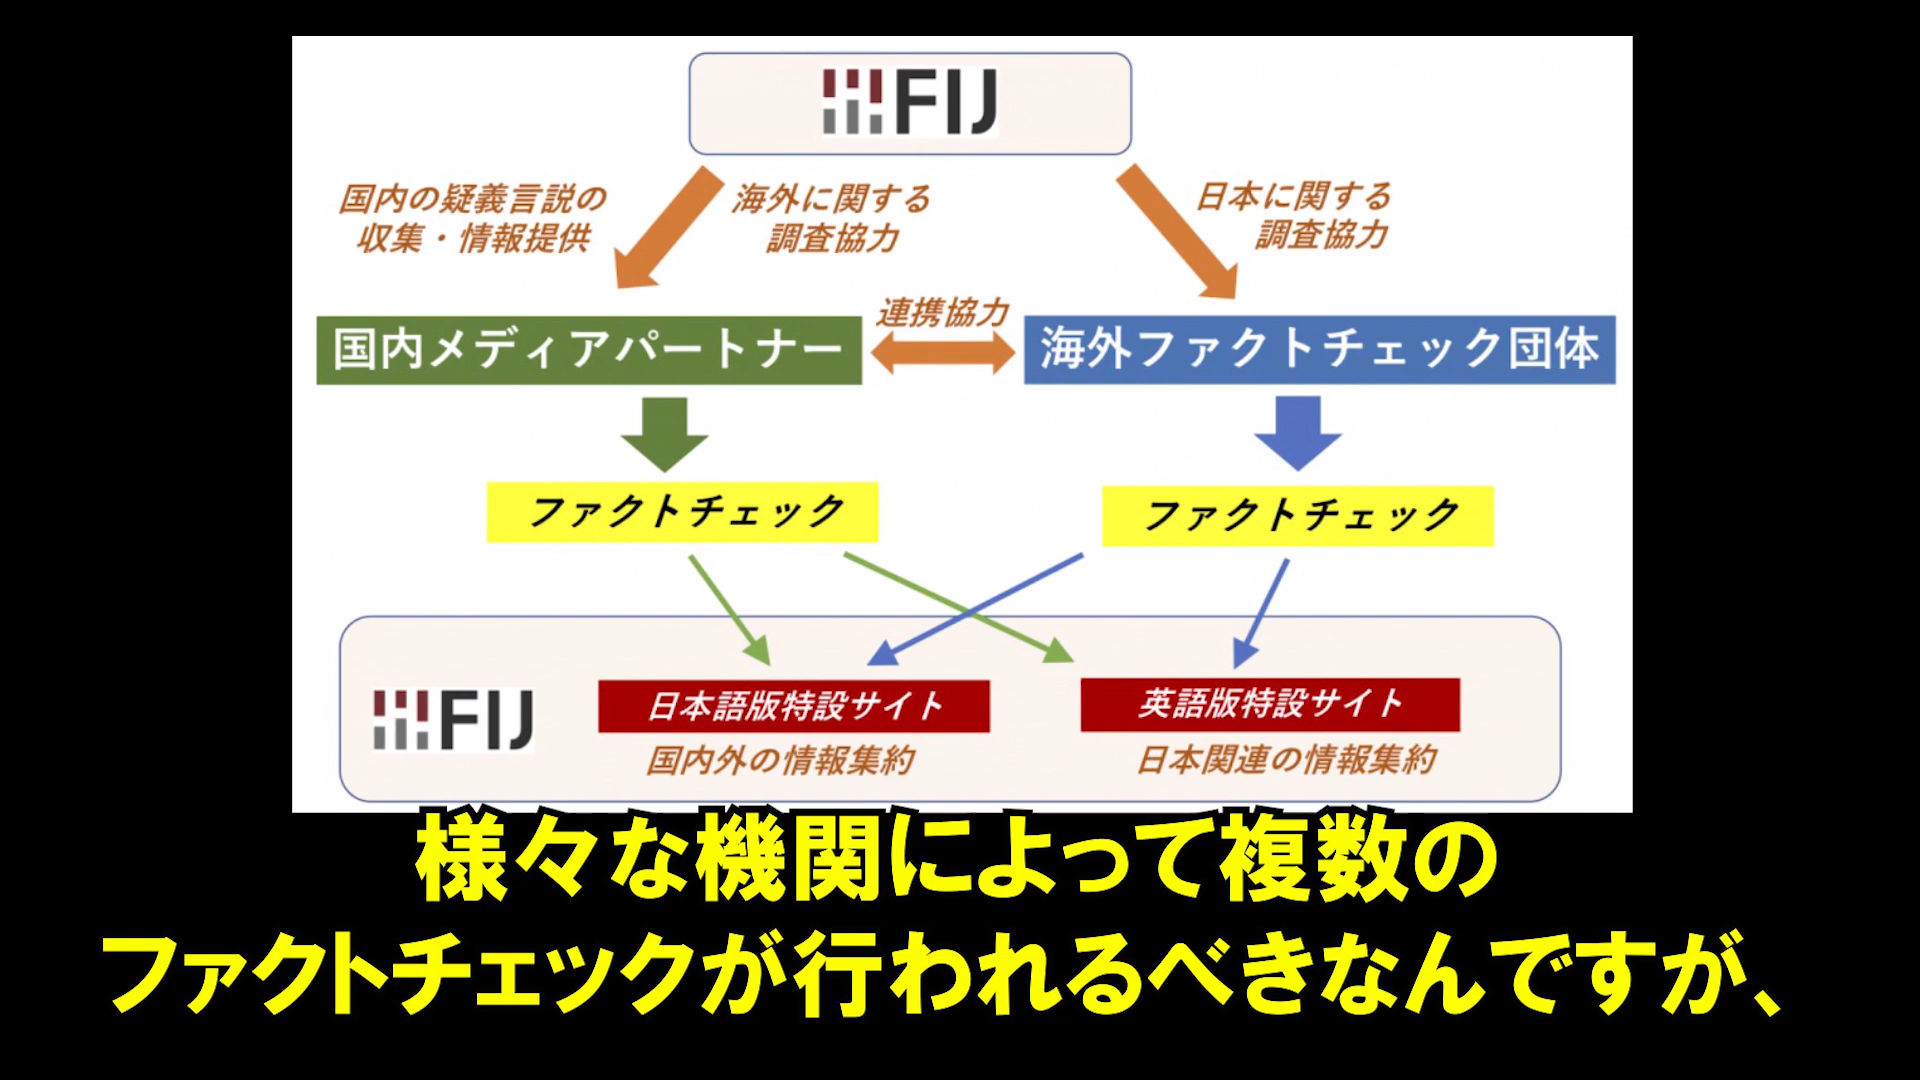 FIJ
国内の疑義言説の
収集・情報提供
海外に関する
調査協力
日本に関する
調査協力
国内メディアパートナー
連携協力
海外ファクトチェック団体
ファクトチェック
ファクトチェック
FIJ
日本語版特設サイト
国内外の情報集約
英語版特設サイト
日本関連の情報集約
様々な機関によって複数の
ファクトチェックが行われるべきなんですが、